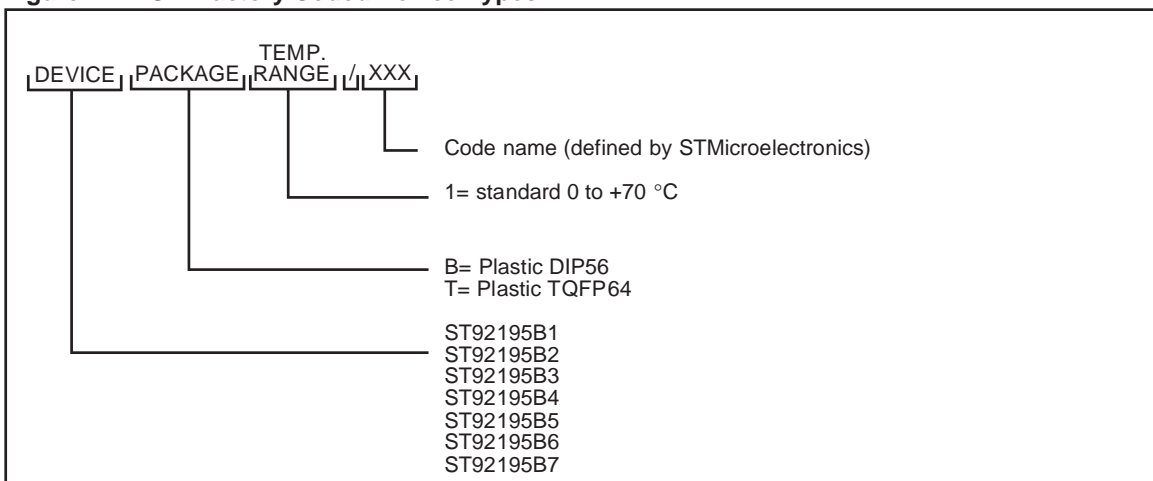 TEMP.
DEVICE PACKAGE RANGE / XXX
Code name (defined by STMicroelectronics)
1= standard 0 to +70 °C
B= Plastic DIP56
T= Plastic TQFP64
ST92195B1
ST92195B2
ST92195B3
ST92195B4
ST92195B5
ST92195B6
ST92195B7